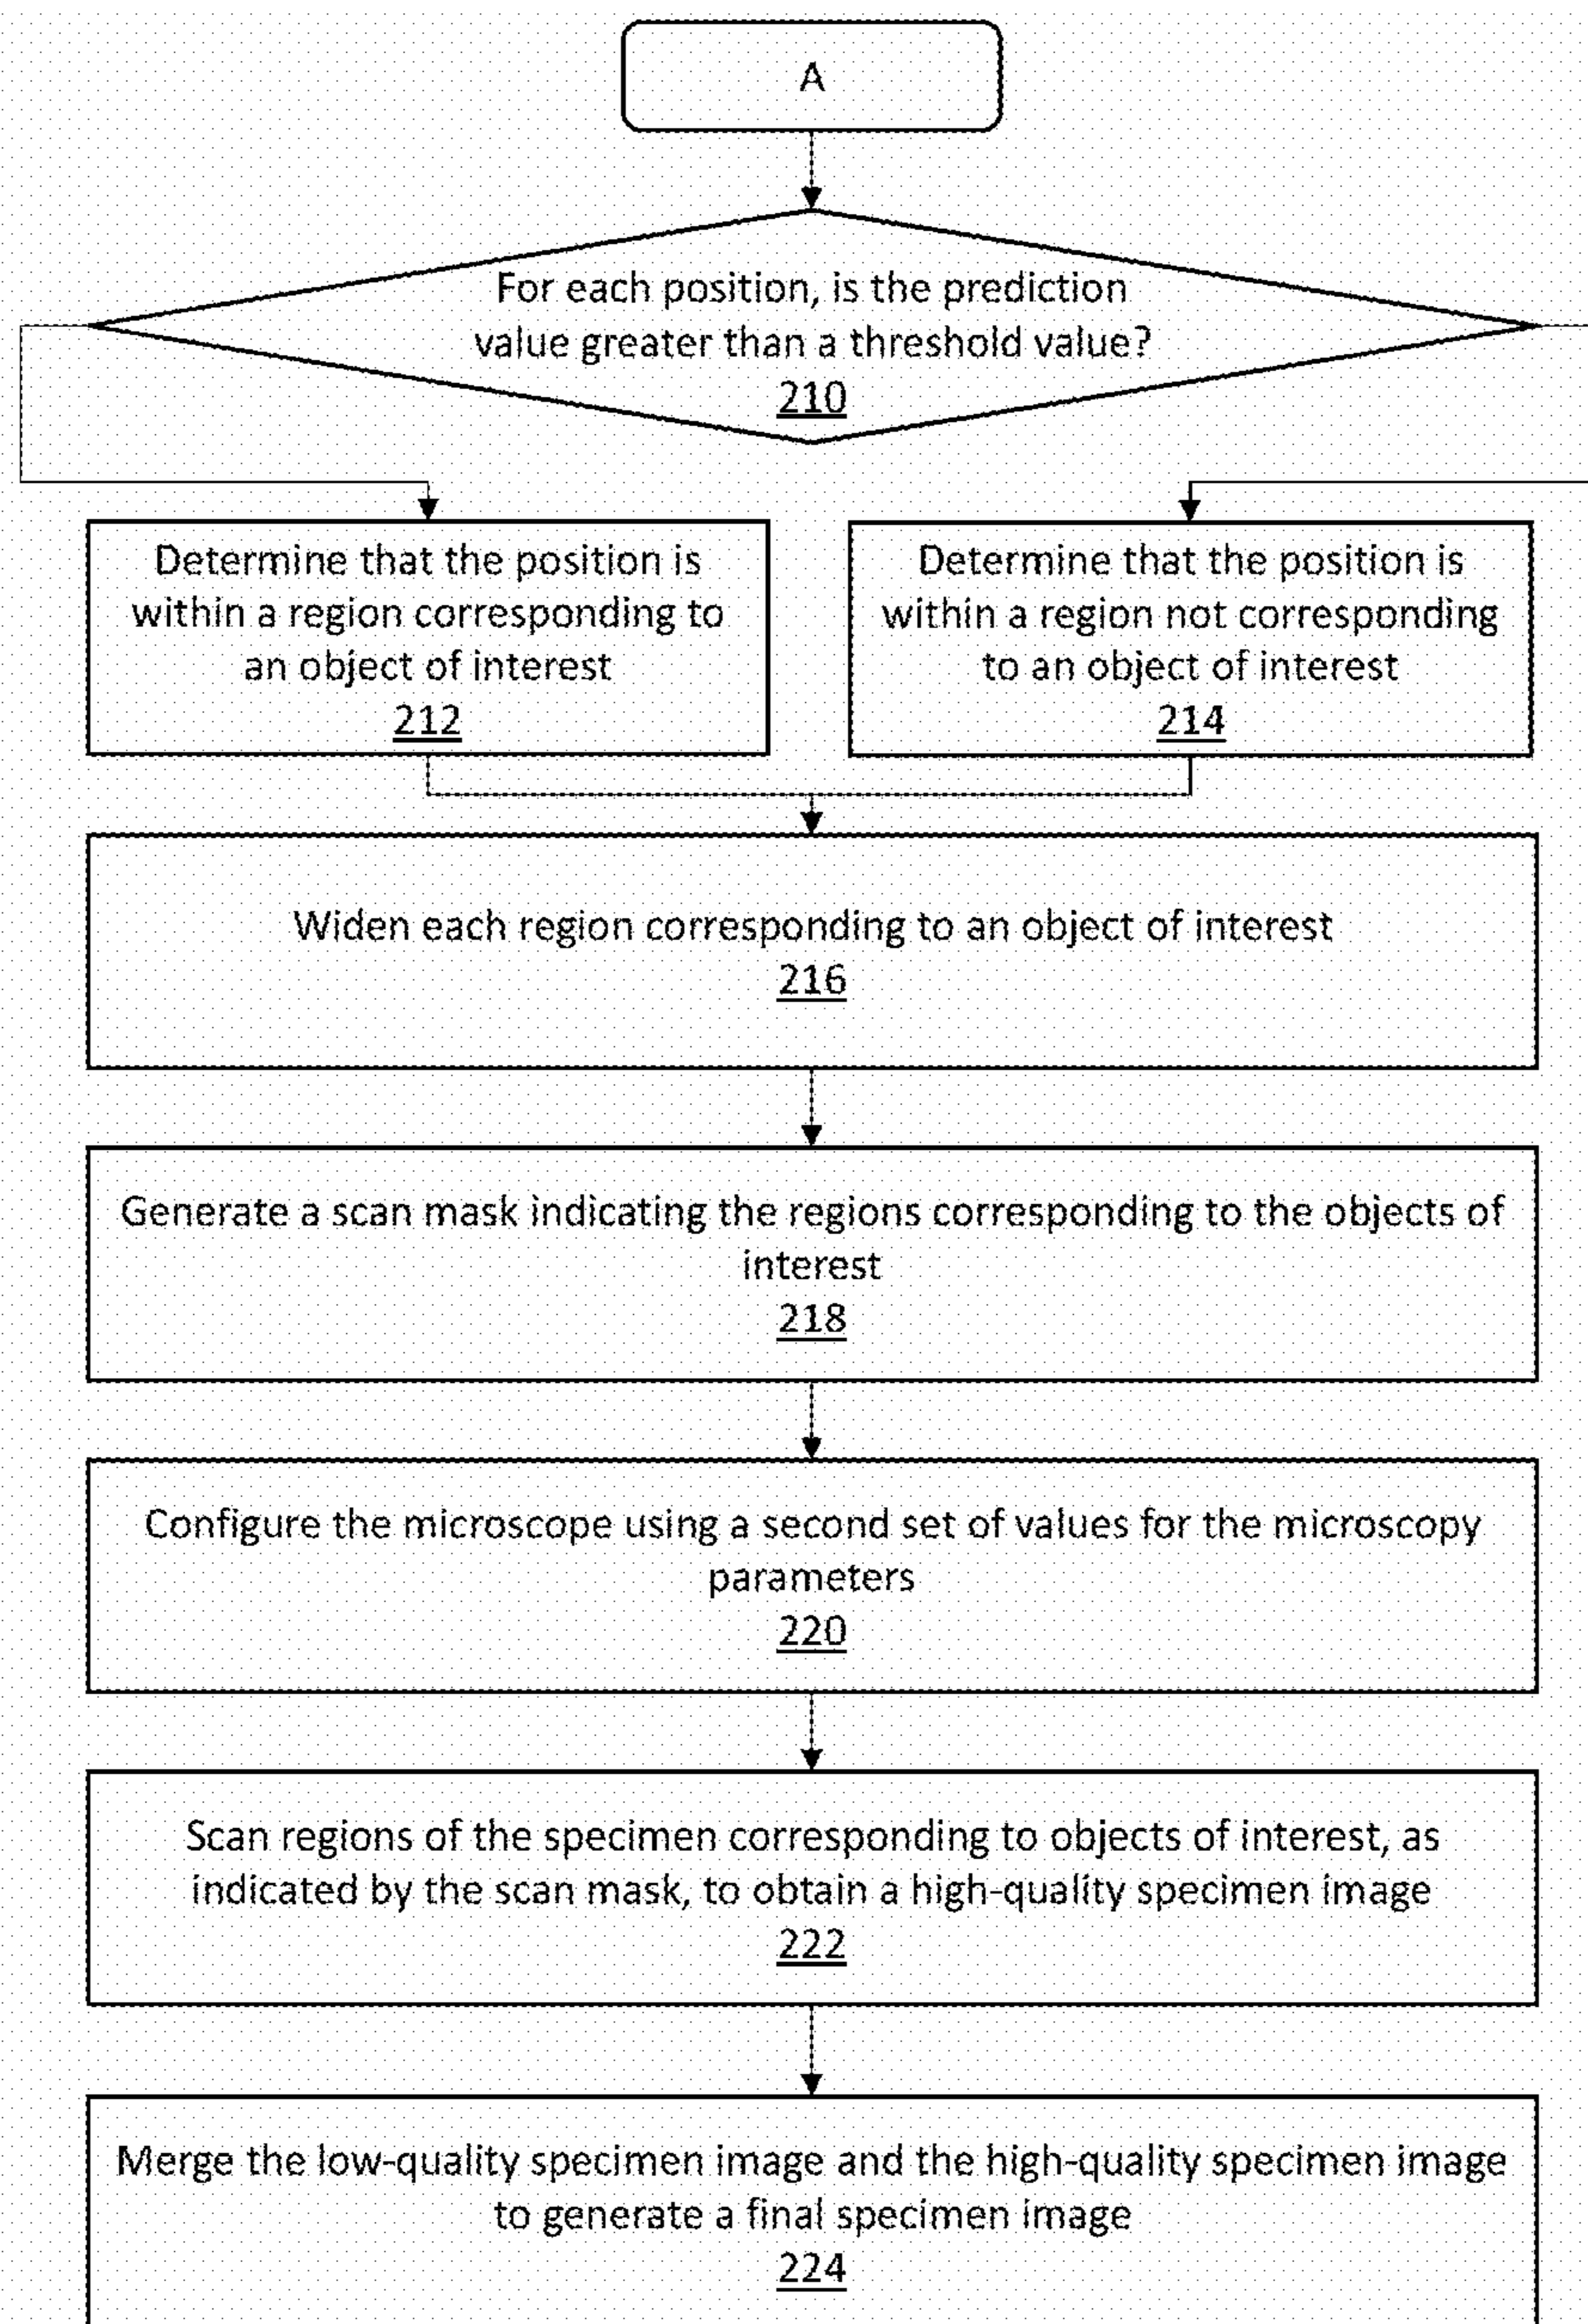 A
For each position, is the prediction
value greater than a threshold value?
210
Determine that the position is
within a region corresponding to
an object of interest
212
Determine that the position is
within a region not corresponding
to an object of interest
214
Widen each region corresponding to an object of interest
216
Generate a scan mask indicating the regions corresponding to the objects of
interest
218
Configure the microscope using a second set of values for the microscopy
parameters
220
Scan regions of the specimen corresponding to objects of interest, as
indicated by the scan mask, to obtain a high-quality specimen image
222
Merge the low-quality specimen image and the high-quality specimen image
to generate a final specimen image
224